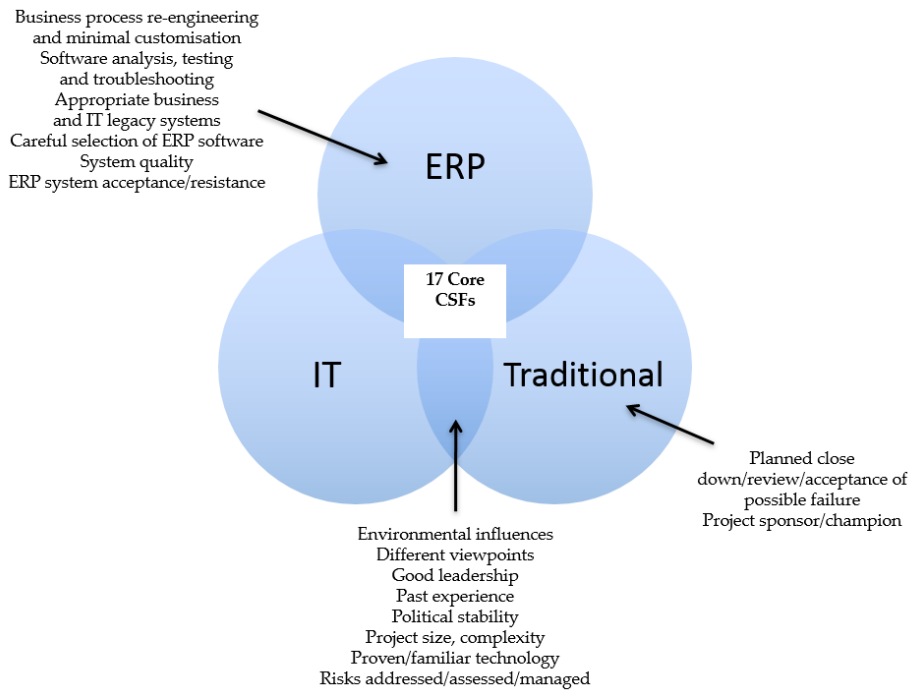 Business process re-engineering
and minimal customisation
Software analysis, testing
and troubleshooting
Appropriate business
and IT legacy systems
Careful selection of ERP software
System quality
ERP system acceptance/resistance
ERP
17 Core
CSFs
IT
Traditional
Planned close
down/review/acceptance of
possible failure
Project sponsor/champion
Environmental influences
Different viewpoints
Good leadership
Past experience
Political stability
Project size, complexity
Proven/familiar technology
Risks addressed/assessed/managed